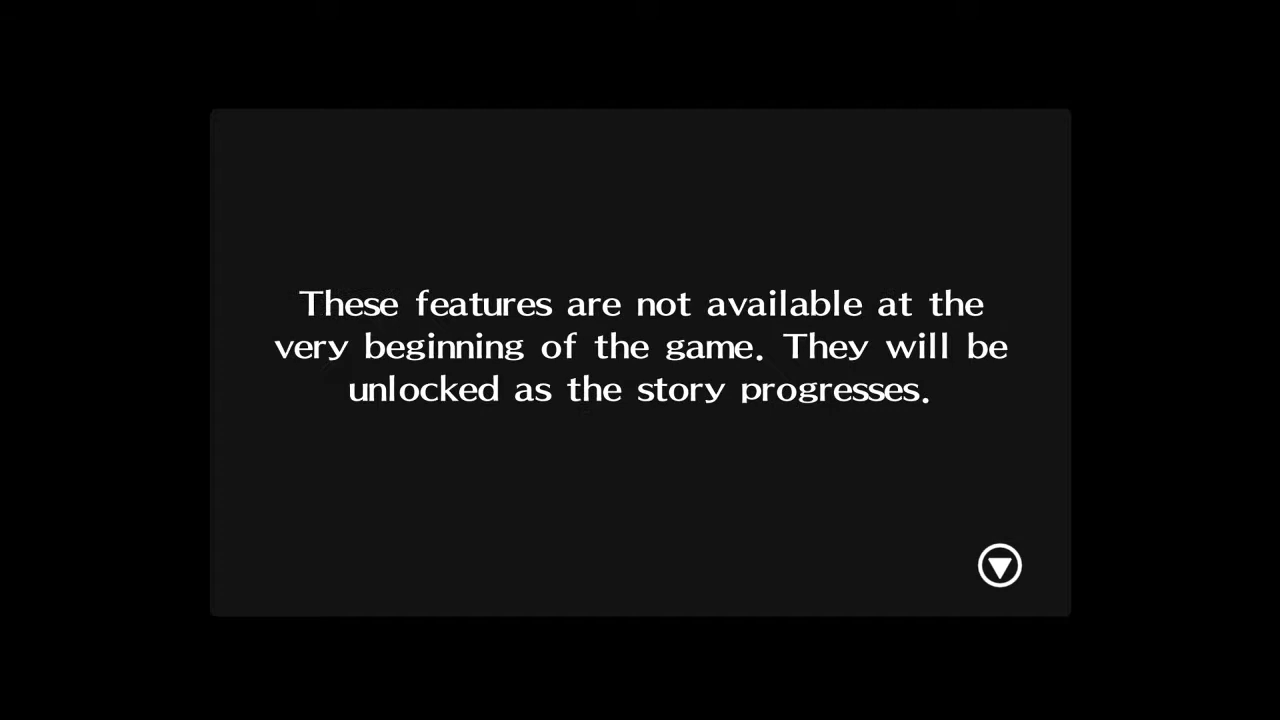 These features are not available at the
very beginning of the game. They will be
unlocked as the story progresses.